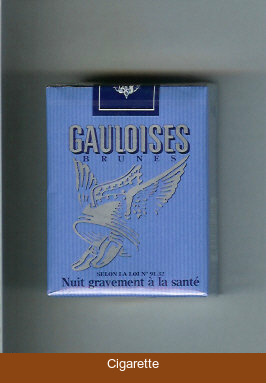 GAULOISES
BRUNES
SELON LA LOI N° 91-32
Nuit gravement à la santé
Cigarette